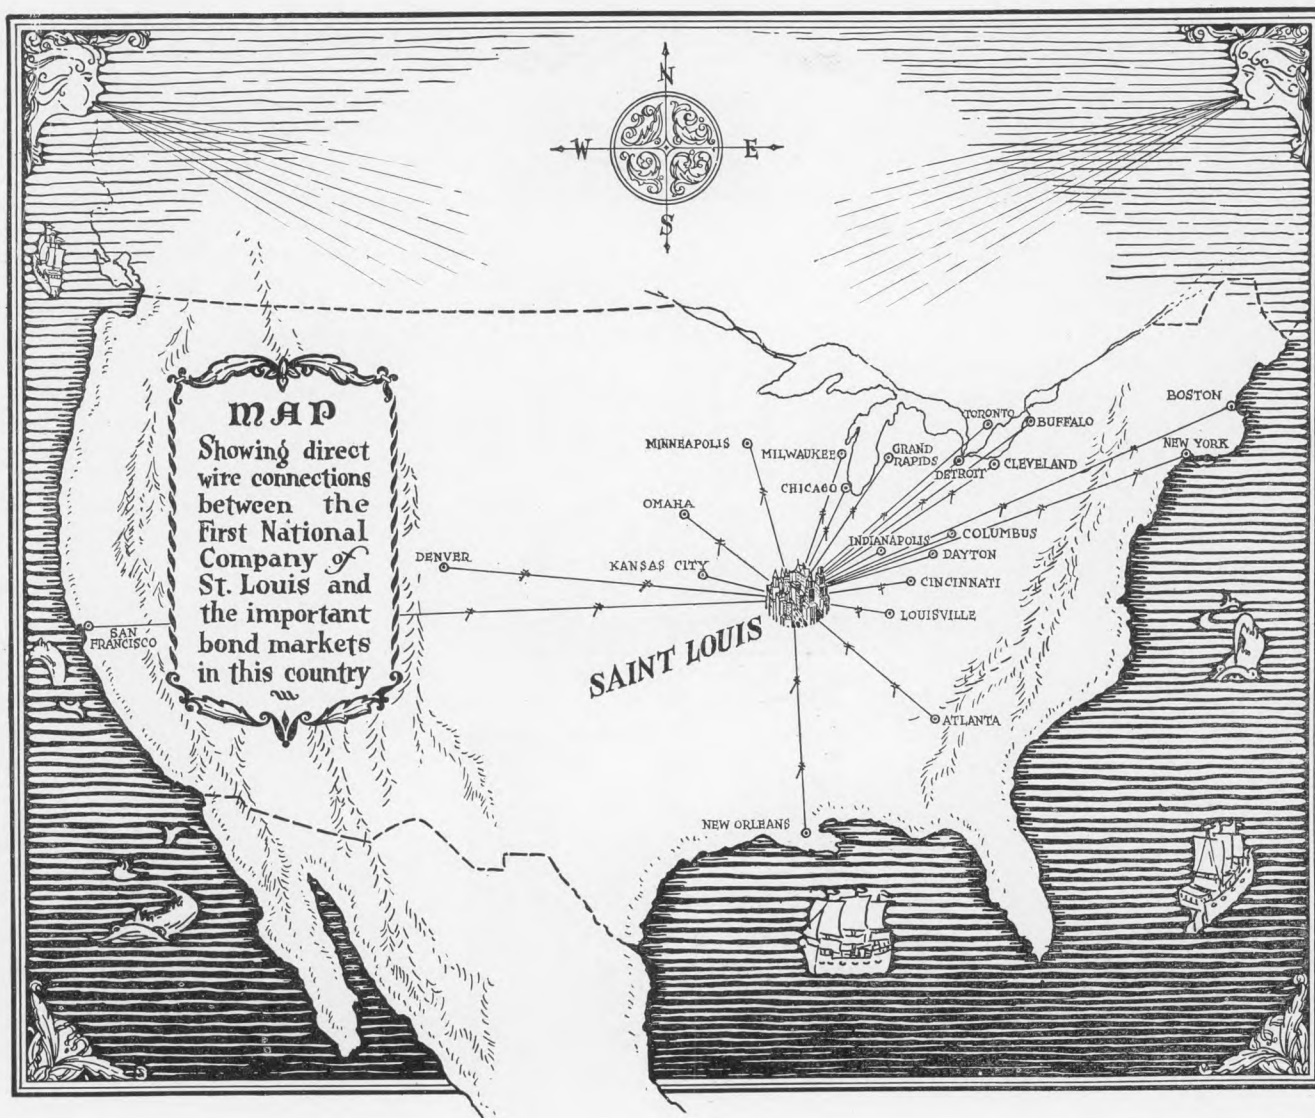 N
W E
S
MAP
Showing direct
wire connections
between the
First National
Company of
St. Louis and
the important
bond markets
in this country
BOSTON
TORONTO
BUFFALO
NEW YORK
MINNEAPOLIS
MILWAUKEE
GRAND
RAPIDS
DETROIT
CLEVELAND
CHICAGO
OMAHA
COLUMBUS
INDIANAPOLIS
DAYTON
DENVER
KANSAS CITY
CINCINNATI
LOUISVILLE
SAN
FRANCISCO
SAINT LOUIS
ATLANTA
NEW ORLEANS